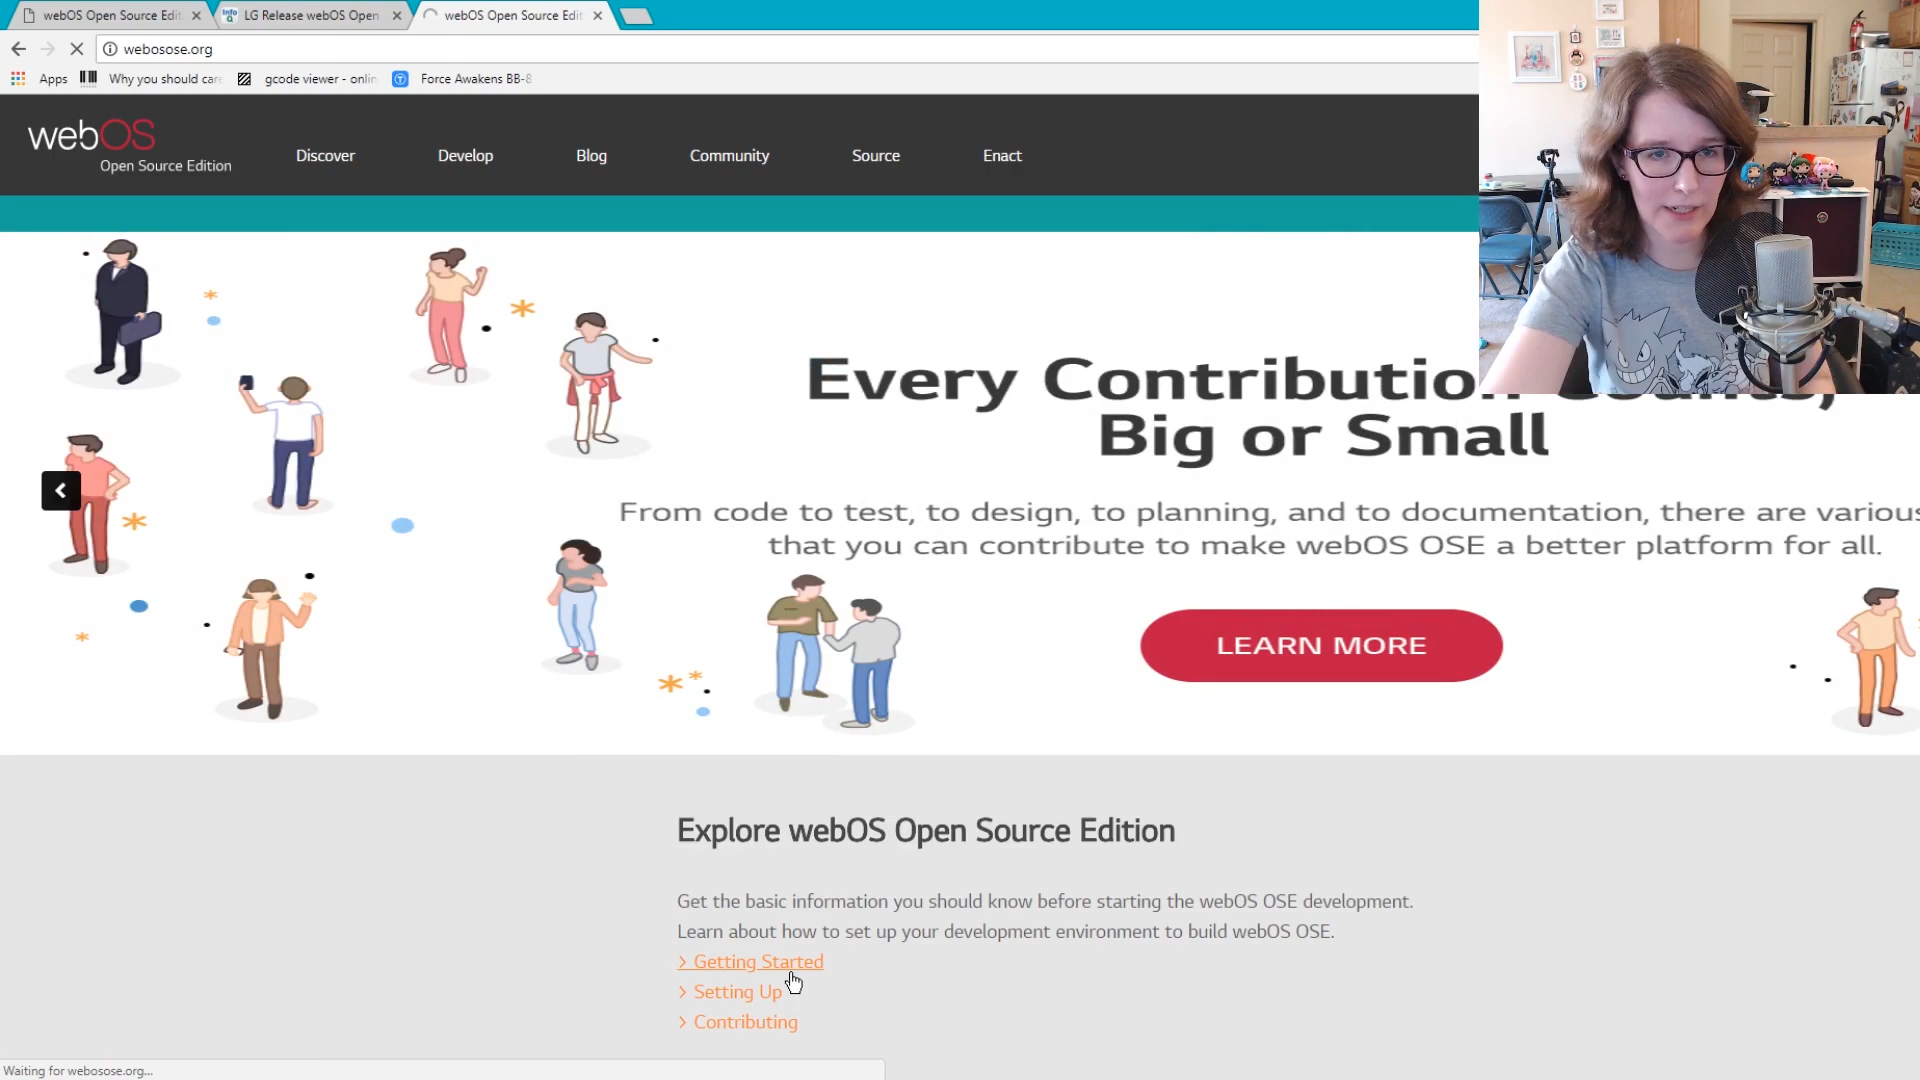 webOS Open Source Edit
LG Release webOS Open
webOS Open Source Edit
webosose.org
Apps
Why you should car
gcode viewer - onlin
Force Awakens BB-8
webOS
Open Source Edition
Discover
Develop
Blog
Community
Source
Enact
Every Contribution Counts,
Big or Small
From code to test, to design, to planning, and to documentation, there are various
that you can contribute to make webOS OSE a better platform for all.
LEARN MORE
Explore webOS Open Source Edition
Get the basic information you should know before starting the webOS OSE development.
Learn about how to set up your development environment to build webOS OSE.
> Getting Started
> Setting Up
> Contributing
Waiting for webosose.org...